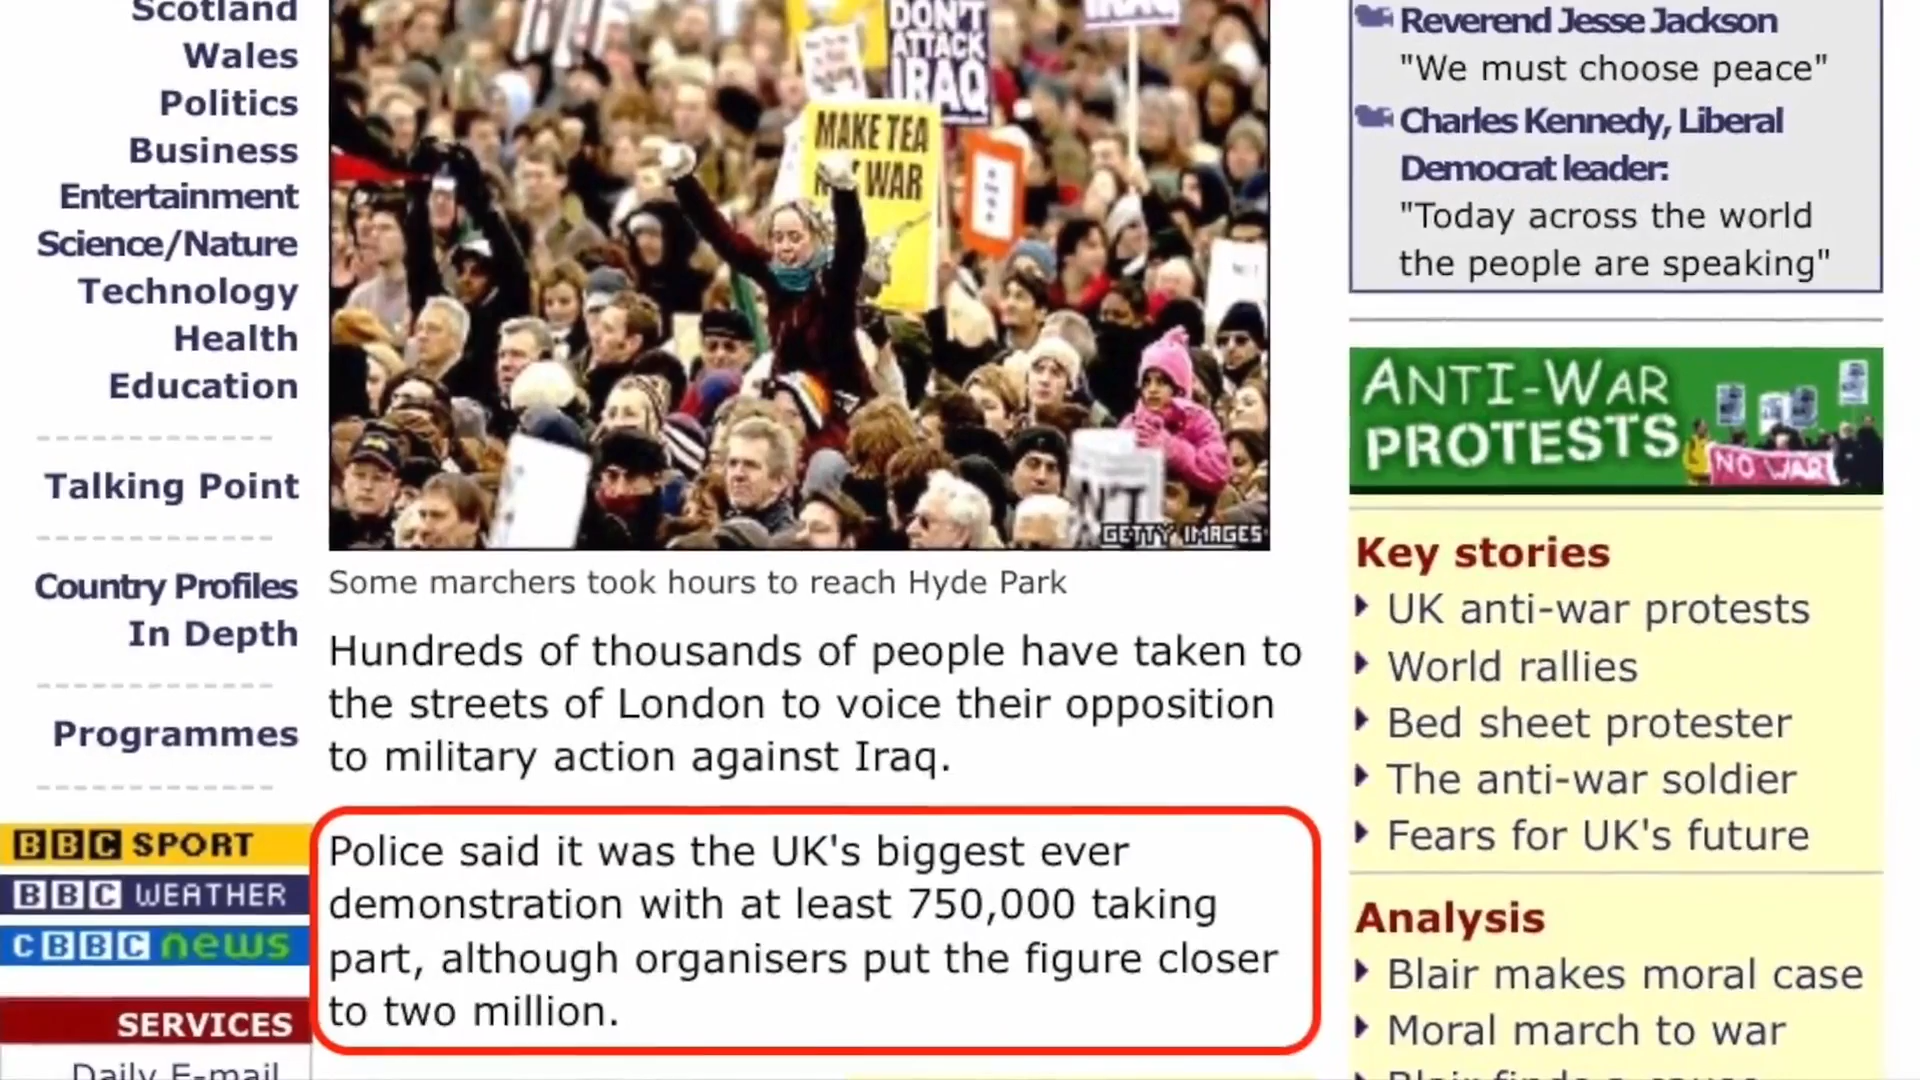 Scotland
Wales
Politics
Business
Entertainment
Science/Nature
Technology
Health
Education
Talking Point
Country Profiles
In Depth
Programmes
BBC SPORT
BBC WEATHER
CBBC news
SERVICES
Daily E-mail
DON'T
ATTACK
IRAQ
MAKE TEA
WAR
GETTY IMAGES
Some marchers took hours to reach Hyde Park
Hundreds of thousands of people have taken to
the streets of London to voice their opposition
to military action against Iraq.
Police said it was the UK's biggest ever
demonstration with at least 750,000 taking
part, although organisers put the figure closer
to two million.
Reverend Jesse Jackson
"We must choose peace"
Charles Kennedy, Liberal
Democrat leader:
"Today across the world
the people are speaking"
ANTI-WAR
PROTESTS
NO WAR
Key stories
UK anti-war protests
World rallies
Bed sheet protester
The anti-war soldier
Fears for UK's future
Analysis
Blair makes moral case
Moral march to war